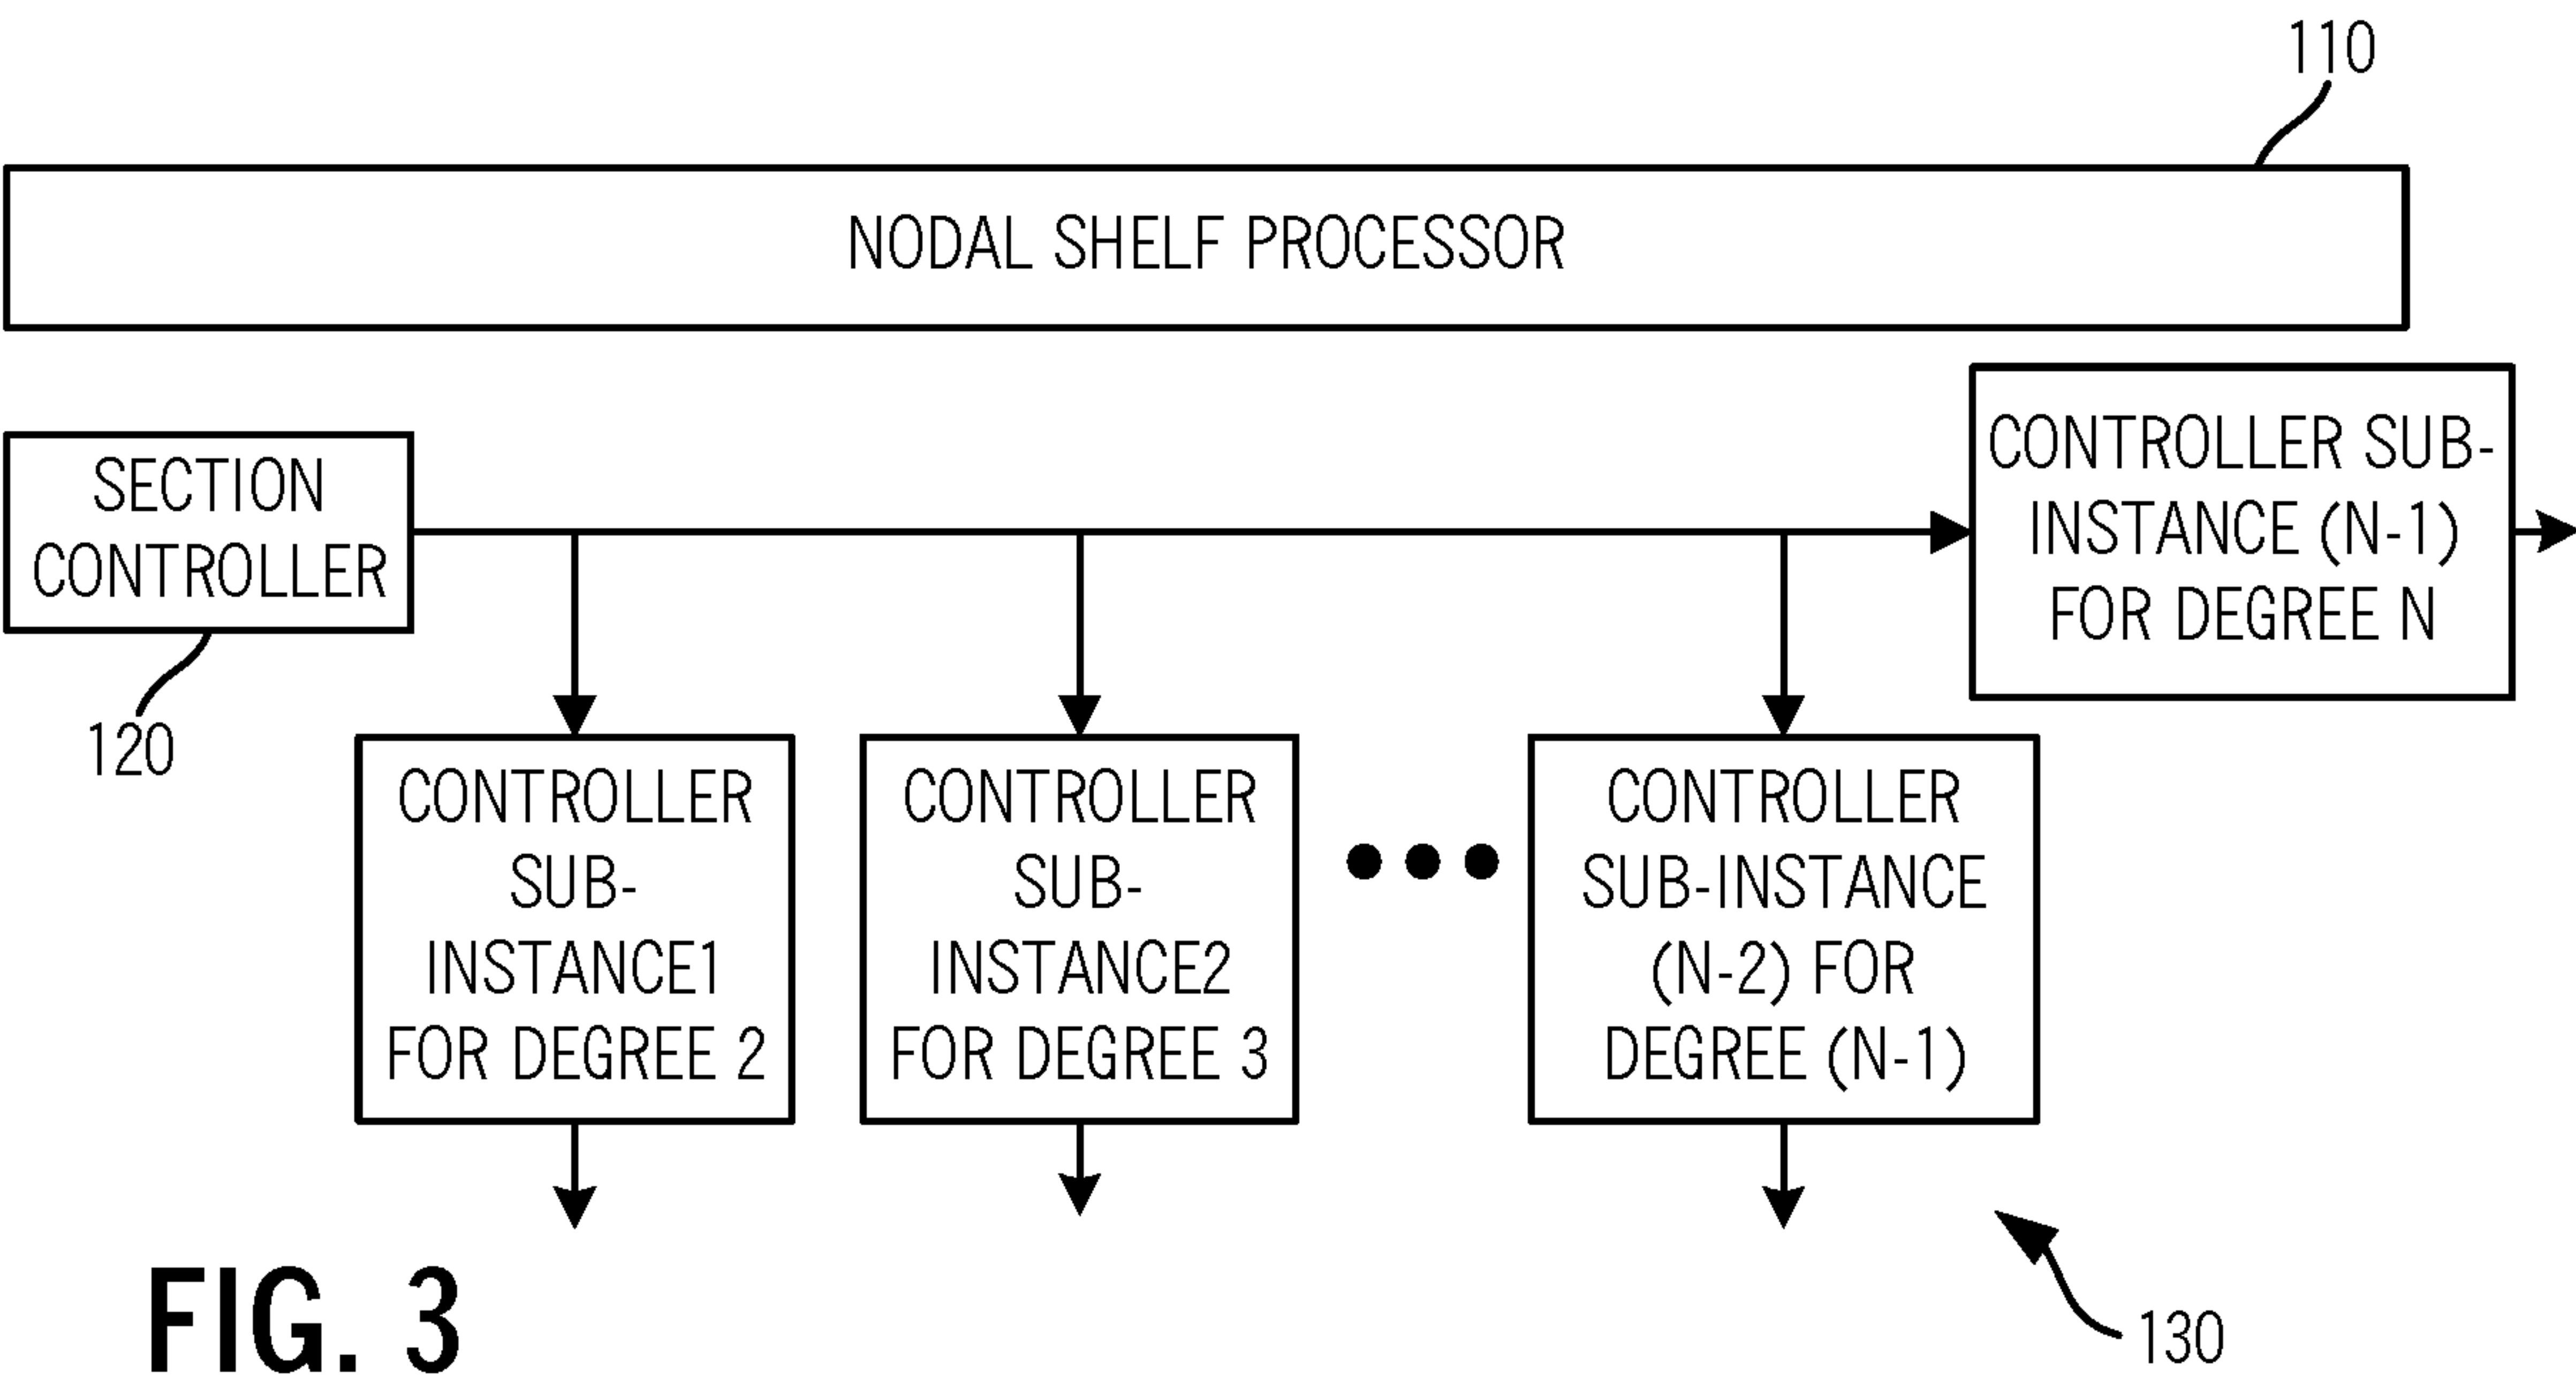 110
NODAL SHELF PROCESSOR
SECTION
CONTROLLER
120
CONTROLLER SUB-
INSTANCE (N-1)
FOR DEGREE N
CONTROLLER
SUB-
INSTANCE1
FOR DEGREE 2
CONTROLLER
SUB-
INSTANCE2
FOR DEGREE 3
CONTROLLER
SUB-INSTANCE
(N-2) FOR
DEGREE (N-1)
130
FIG. 3